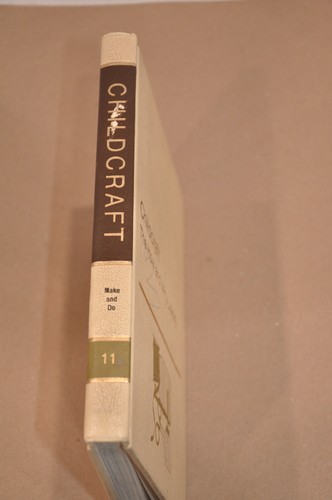 CHILDCRAFT
Make
and
Do
11